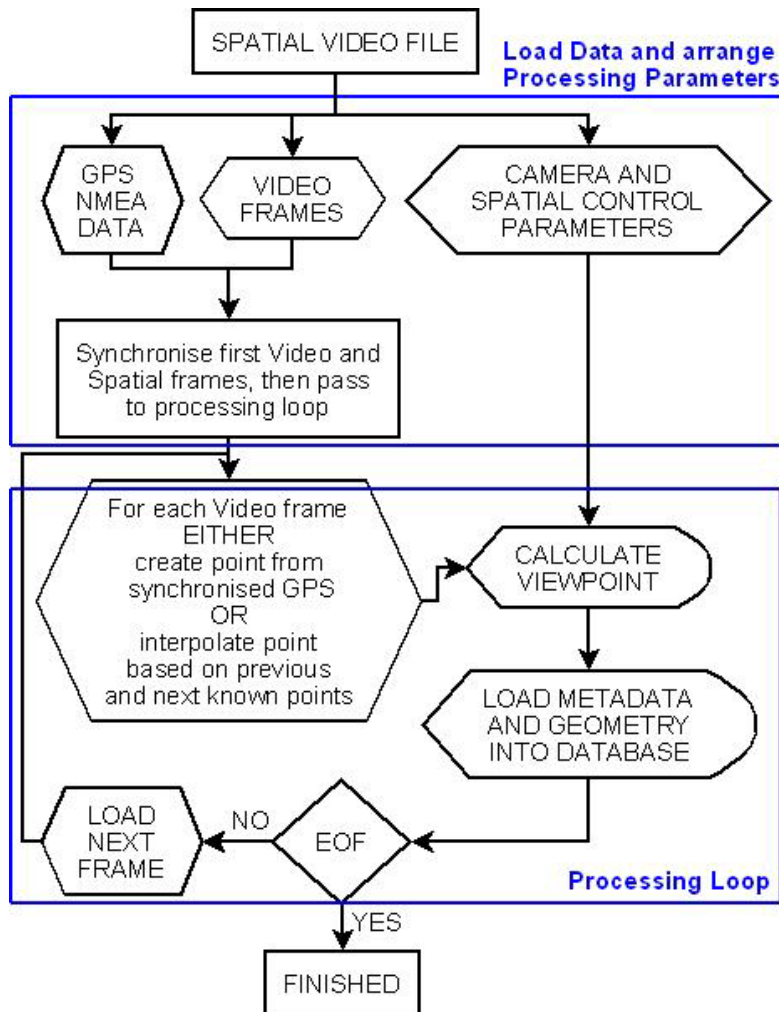 SPATIAL VIDEO FILE
Load Data and arrange
Processing Parameters
GPS
NMEA
DATA
VIDEO
FRAMES
CAMERA AND
SPATIAL CONTROL
PARAMETERS
Synchronise first Video and
Spatial frames, then pass
to processing loop
For each Video frame
EITHER
create point from
synchronised GPS
OR
interpolate point
based on previous
and next known points
CALCULATE
VIEWPOINT
LOAD METADATA
AND GEOMETRY
INTO DATABASE
LOAD
NEXT
FRAME
NO
EOF
Processing Loop
YES
FINISHED